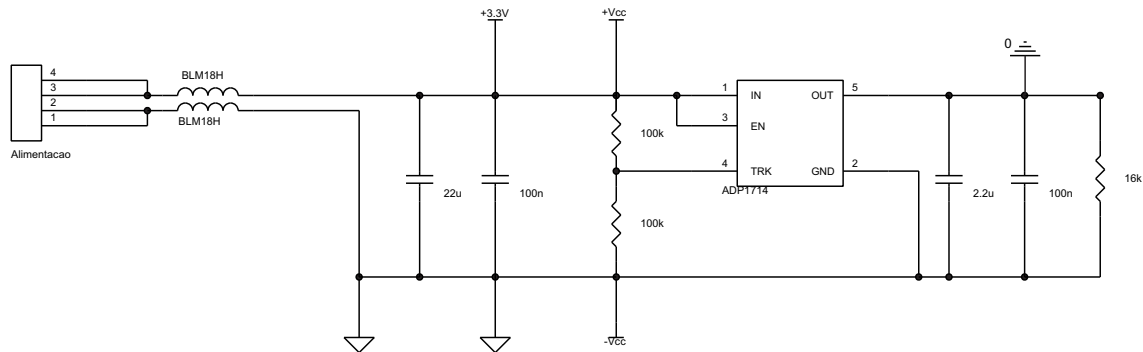 +3.3V
+Vcc
0
4
3
2
1
BLM18H
BLM18H
Alimentacao
22u
100n
100k
100k
1 IN OUT 5
3 EN
4 TRK GND 2
ADP1714
2.2u
100n
16k
-Vcc